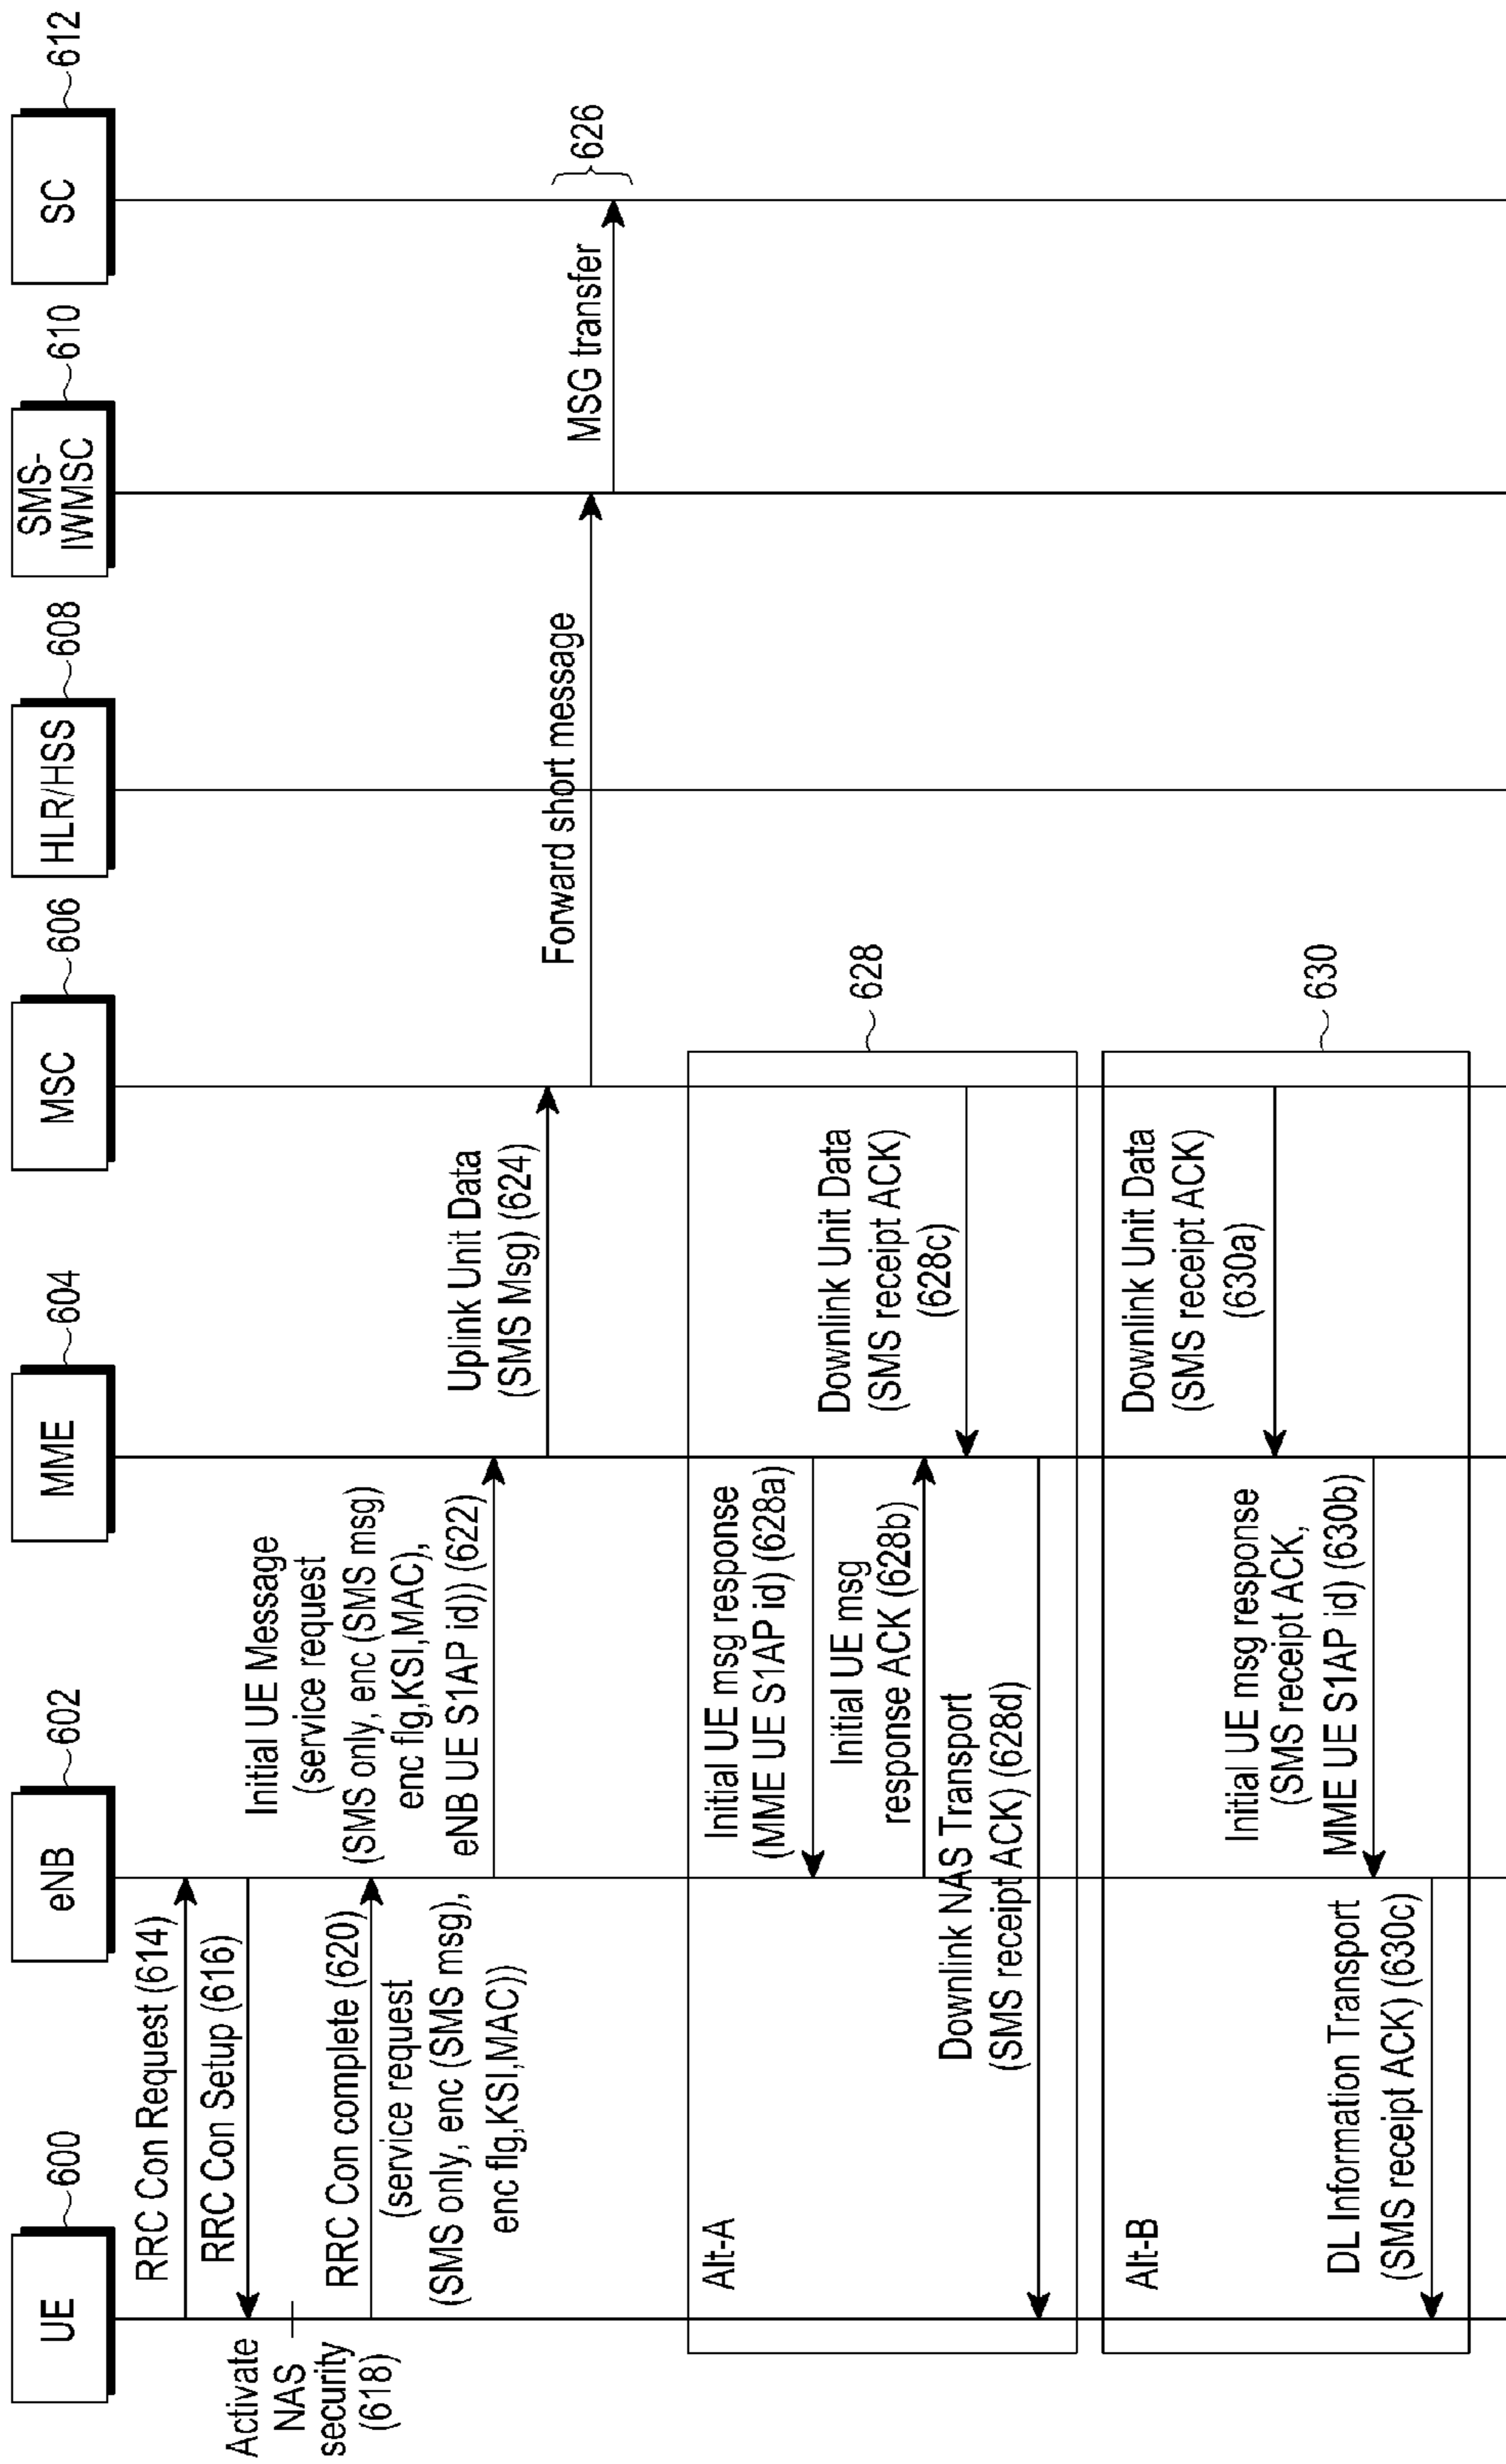 UE
600
eNB
602
MME
604
MSC
606
HLR/HSS
608
SMS-
IWMSC
610
SC
612
RRC Con Request (614)
RRC Con Setup (616)
Activate
NAS
security
(618)
RRC Con complete (620)
(service request
(SMS only, enc (SMS msg),
enc flg,KSI,MAC))
Initial UE Message
(service request
(SMS only, enc (SMS msg)
enc flg,KSI,MAC),
eNB UE S1AP id)) (622)
Uplink Unit Data
(SMS Msg) (624)
Forward short message
MSG transfer
626
Alt-A
628
Initial UE msg response
(MME UE S1AP id) (628a)
Initial UE msg
response ACK (628b)
Downlink Unit Data
(SMS receipt ACK)
(628c)
Downlink NAS Transport
(SMS receipt ACK) (628d)
Alt-B
630
Downlink Unit Data
(SMS receipt ACK)
(630a)
Initial UE msg response
(SMS receipt ACK,
MME UE S1AP id) (630b)
DL Information Transport
(SMS receipt ACK) (630c)